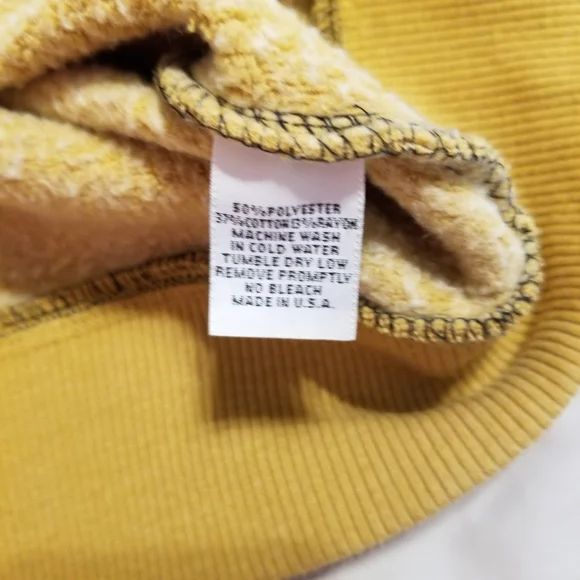 50%POLYESTER
37%COTTON13%RAYON
MACHINE WASH
IN COLD WATER
TUMBLE DRY LOW
REMOVE PROMPTLY
NO BLEACH
MADE IN U.S.A.